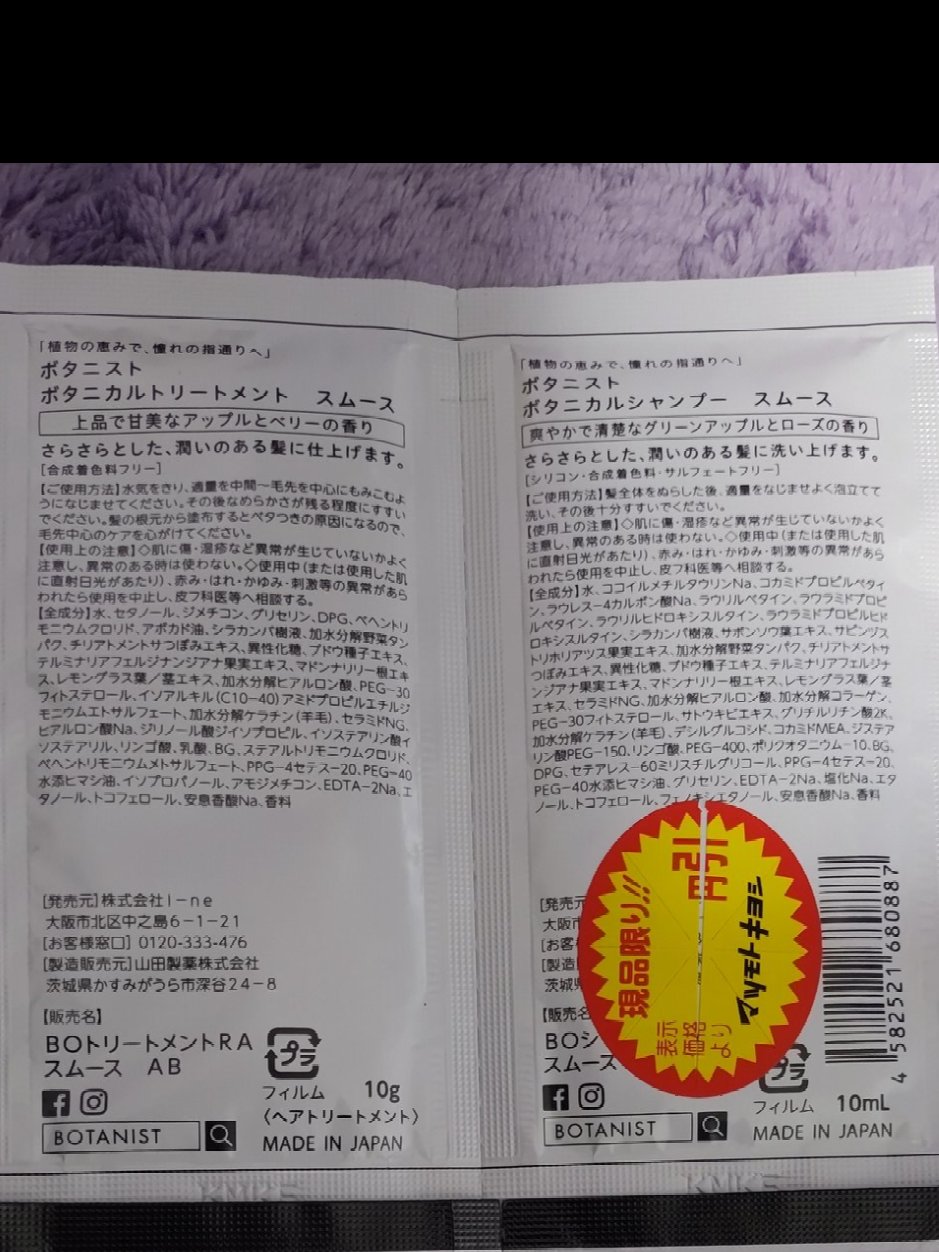 「植物の恵みで、憧れの指通りへ」
ボタニスト
ボタニカルトリートメント スムース
上品で甘美なアップルとベリーの香り
さらさらとした、潤いのある髪に仕上げます。
[合成着色料フリー]
【ご使用方法】水気をきり、適量を中間〜毛先を中心にもみこむよ
うになじませてください。その後なめらかさが残る程度にすすい
でください。髪の根元から塗布するとベタつきの原因になるので、
毛先中心のケアを心がけてください。
【使用上の注意】◇肌に傷・湿疹など異常が生じていないかよく
注意し、異常のある時は使わない。◇使用中(または使用した肌
に直射日光があたり)、赤み・はれ・かゆみ・刺激等の異常があら
われたら使用を中止し、皮フ科医等へ相談する。
【全成分】水、セタノール、ジメチコン、グリセリン、DPG、ベヘントリ
モニウムクロリド、アボカド油、シラカンバ樹液、加水分解野菜タン
パク、チリアトメントサつぼみエキス、異性化糖、ブドウ種子エキス、
テルミナリアフェルジナンジアナ果実エキス、マドンナリリー根エキ
ス、レモングラス葉/茎エキス、加水分解ヒアルロン酸、PEG-30
フィトステロール、イソアルキル(C10-40)アミドプロピルエチルジ
モニウムエトサルフェート、加水分解ケラチン(羊毛)、セラミドNG、
ヒアルロン酸Na、ジリノール酸ジイソプロピル、イソステアリン酸イ
ソステアリル、リンゴ酸、乳酸、BG、ステアルトリモニウムクロリド、
ベヘントリモニウムメトサルフェート、PPG-4セテス-20、PEG-40
水添ヒマシ油、イソプロパノール、アモジメチコン、EDTA-2Na、エ
タノール、トコフェロール、安息香酸Na、香料
[発売元]株式会社I-ne
大阪市北区中之島6-1-21
[お客様窓口] 0120-333-476
[製造販売元]山田製薬株式会社
茨城県かすみがうら市深谷24-8
【販売名】
BOトリートメントRA
スムース AB
プラ
フィルム 10g
〈ヘアトリートメント〉
BOTANIST
MADE IN JAPAN
「植物の恵みで、憧れの指通りへ」
ボタニスト
ボタニカルシャンプー スムース
爽やかで清楚なグリーンアップルとローズの香り
さらさらとした、潤いのある髪に洗い上げます。
[シリコン・合成着色料・サルフェートフリー]
【ご使用方法】髪全体をぬらした後、適量をなじませよく泡立てて
洗い、その後十分すすいでください。
【使用上の注意】◇肌に傷・湿疹など異常が生じていないかよく
注意し、異常のある時は使わない。◇使用中(または使用した肌
に直射日光があたり)、赤み・はれ・かゆみ・刺激等の異常があら
われたら使用を中止し、皮フ科医等へ相談する。
【全成分】水、ココイルメチルタウリンNa、コカミドプロピルベタイ
ン、ラウレス-4カルボン酸Na、ラウリルベタイン、ラウラミドプロピ
ルベタイン、ラウリルヒドロキシスルタイン、ラウラミドプロピルヒド
ロキシスルタイン、シラカンバ樹液、サボンソウ葉エキス、サピンヅス
トリホリアツス果実エキス、加水分解野菜タンパク、チリアトメントサ
つぼみエキス、異性化糖、ブドウ種子エキス、テルミナリアフェルジナ
ンジアナ果実エキス、マドンナリリー根エキス、レモングラス葉/茎
エキス、セラミドNG、加水分解ヒアルロン酸、加水分解コラーゲン、
PEG-30フィトステロール、サトウキビエキス、グリチルリチン酸2K、
加水分解ケラチン(羊毛)、デシルグルコシド、コカミドMEA、ジステア
リン酸PEG-150、リンゴ酸、PEG-400、ポリクオタニウム-10、BG、
DPG、セテアレス-60ミリスチルグリコール、PPG-4セテス-20、
PEG-40水添ヒマシ油、グリセリン、EDTA-2Na、塩化Na、エタ
ノール、トコフェロール、フェノキシエタノール、安息香酸Na、香料
[発売元
大阪市
[お客
[製造
茨城県
【販売名
BOシ
スムース
現品限り!!
円引
マツモトキヨシ
表示
価格
より
4 582521 680887
プラ
フィルム 10mL
BOTANIST
MADE IN JAPAN
KMKS
KMKS